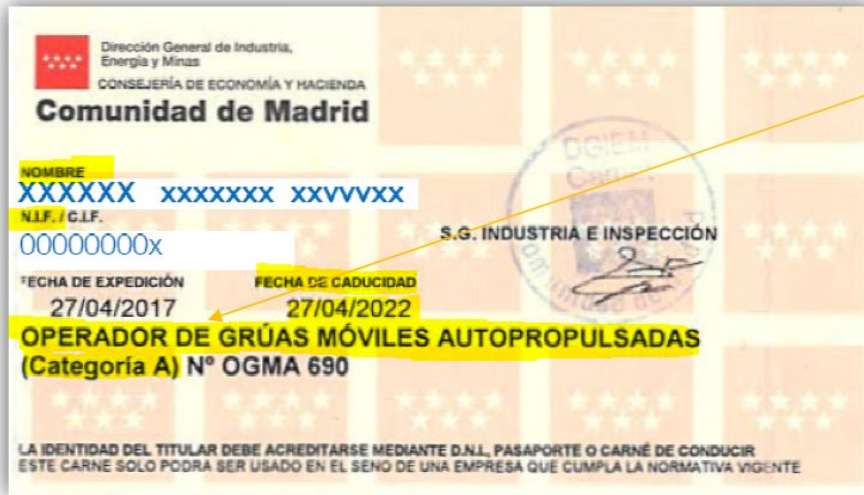 Dirección General de Industria,
Energía y Minas
CONSEJERÍA DE ECONOMÍA Y HACIENDA
Comunidad de Madrid
NOMBRE
XXXXXX xxxxxxx xxvvvxx
N.I.F. / C.I.F.
00000000x
DGIEM
S.G. INDUSTRIA E INSPECCIÓN
FECHA DE EXPEDICIÓN FECHA DE CADUCIDAD
27/04/2017 27/04/2022
OPERADOR DE GRÚAS MÓVILES AUTOPROPULSADAS
(Categoría A) Nº OGMA 690
LA IDENTIDAD DEL TITULAR DEBE ACREDITARSE MEDIANTE D.N.I., PASAPORTE O CARNÉ DE CONDUCIR
ESTE CARNE SOLO PODRA SER USADO EN EL SENO DE UNA EMPRESA QUE CUMPLA LA NORMATIVA VIGENTE